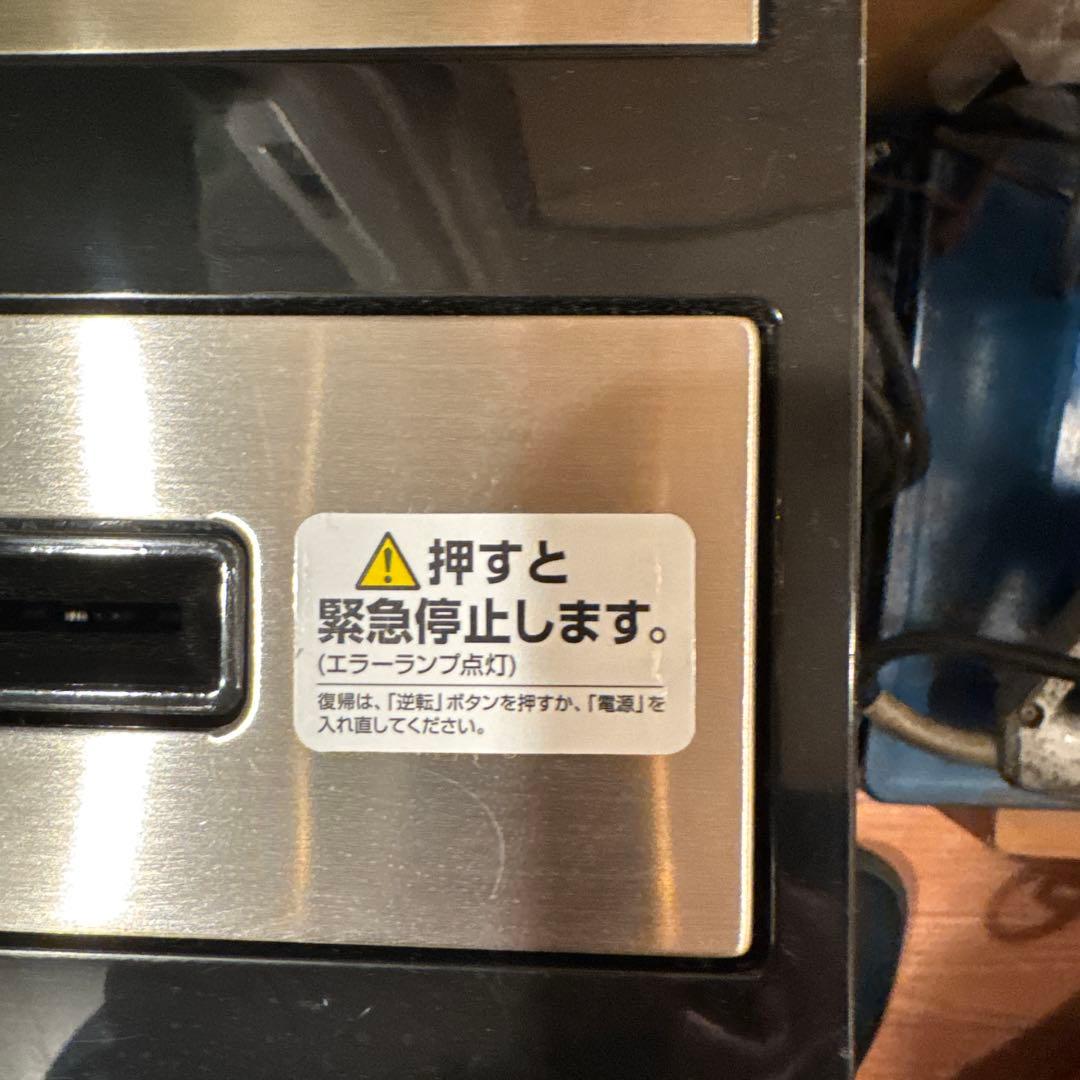 押すと
緊急停止します。
(エラーランプ点灯)
復帰は、「逆転」ボタンを押すか、「電源」を
入れ直してください。